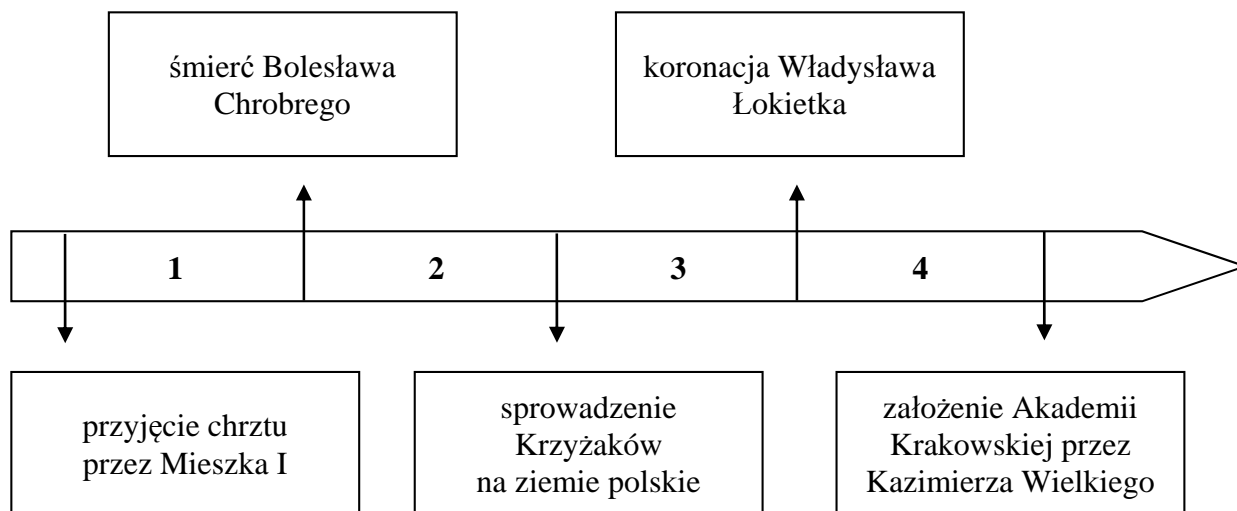 śmierć Bolesława
Chrobrego
koronacja Władysława
Łokietka
1
2
3
4
przyjęcie chrztu
przez Mieszka I
sprowadzenie
Krzyżaków
na ziemie polskie
założenie Akademii
Krakowskiej przez
Kazimierza Wielkiego